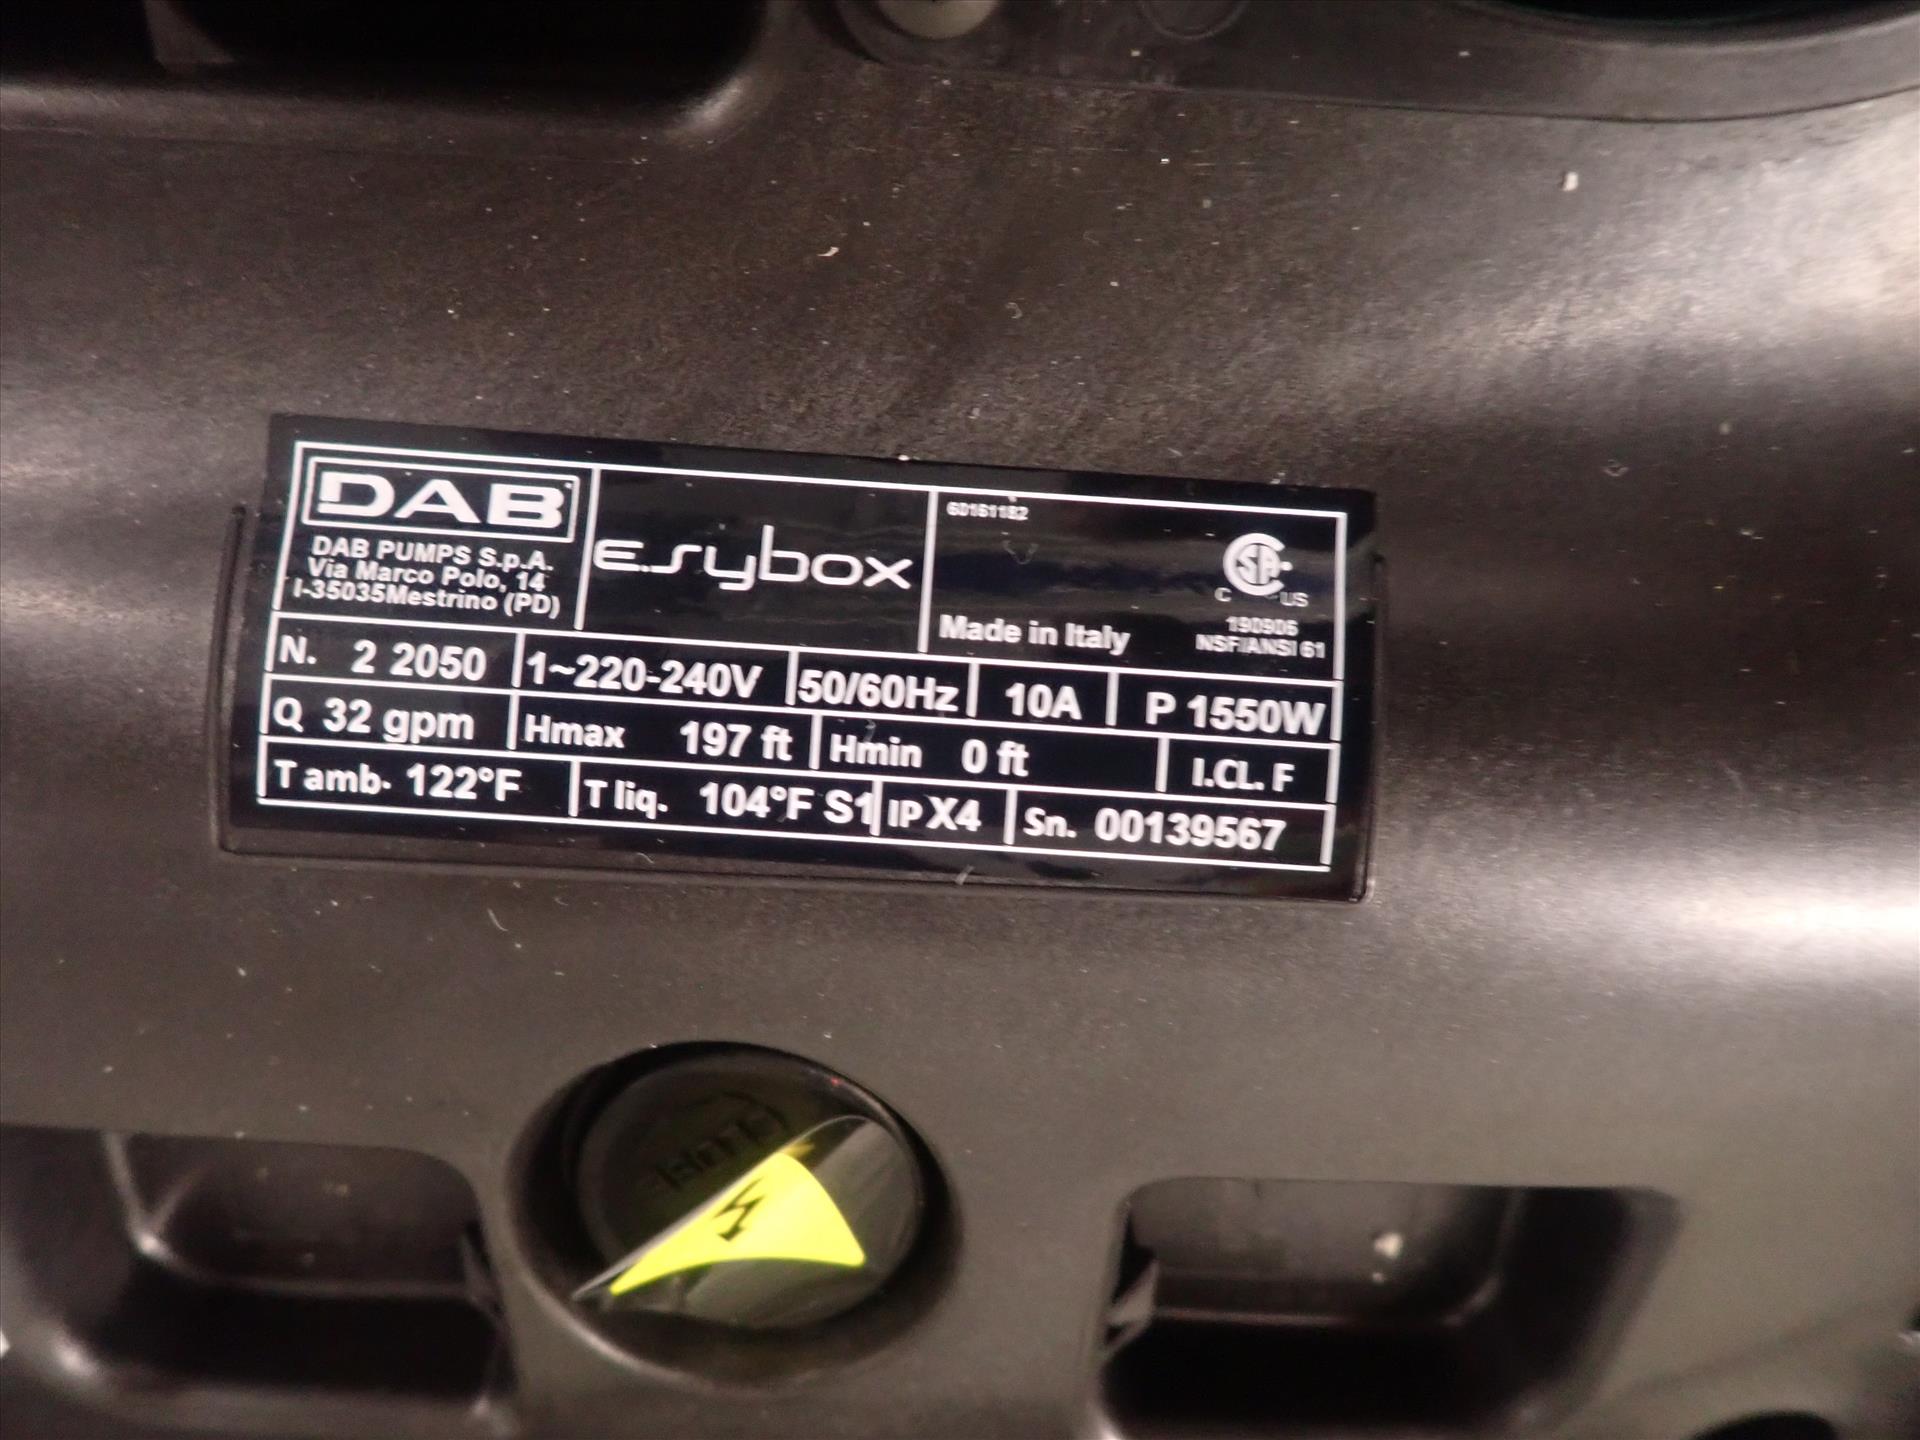 DAB
DAB PUMPS S.p.A.
Via Marco Polo, 14
I-35035Mestrino (PD)
Esybox
60161182
Made in Italy
CSA
C US
190906
NSF/ANSI 61
N. 2 2050 1~220-240V 50/60Hz 10A P 1550W
Q 32 gpm Hmax 197 ft Hmin 0 ft I.CL. F
T amb. 122°F T liq. 104°F S1 IP X4 Sn. 00139567